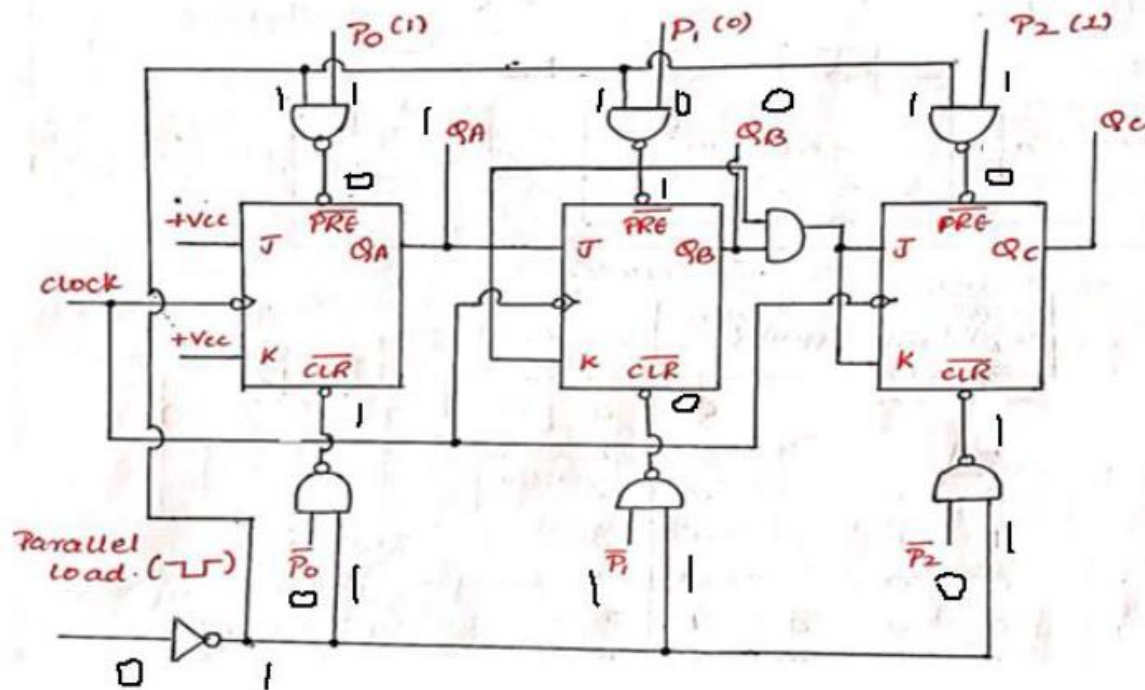 P0 (1)
P1 (0)
P2 (1)
1 1
1 0
0
1 1
1
QA
QB
QC
0
1
0
+Vcc
PRE
PRE
PRE
J
QA
J
QB
J
QC
clock
+Vcc
K
K
K
CLR
CLR
CLR
1
0
1
Parallel
load. ( )
P̅0
P̅1
P̅2
0 1
1 1
0 1
0 1